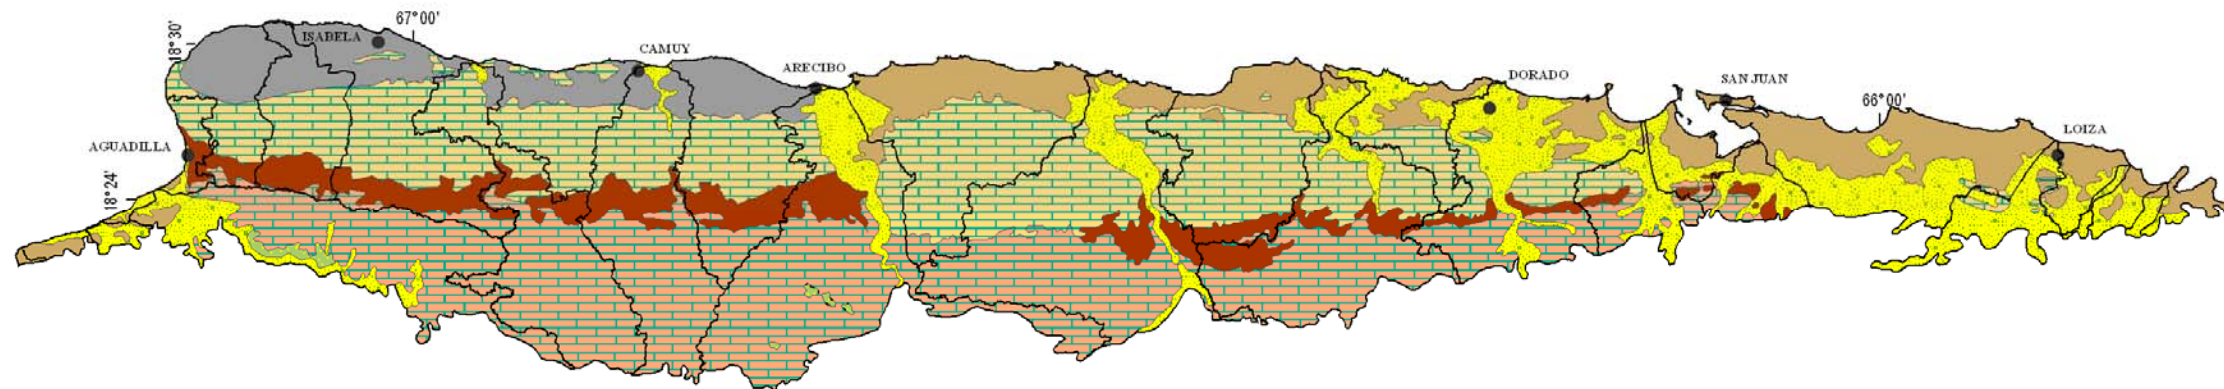 67°00'
18°30'
ISABELA
CAMUY
ARECIBO
DORADO
SAN JUAN
66°00'
LOIZA
AGUADILLA
18°24'